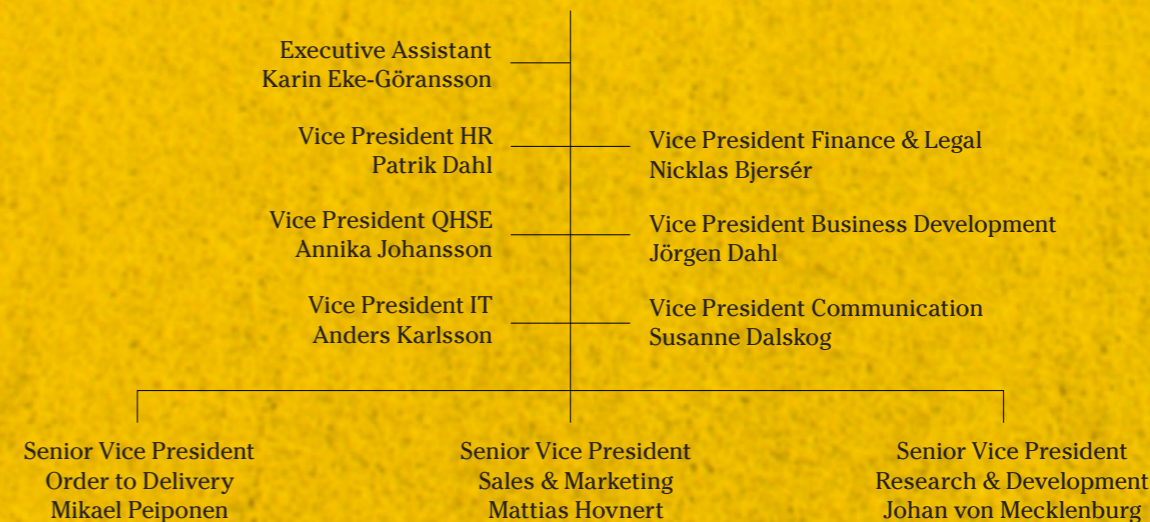 Executive Assistant
Karin Eke-Göransson
Vice President HR
Patrik Dahl
Vice President Finance & Legal
Nicklas Bjersér
Vice President QHSE
Annika Johansson
Vice President Business Development
Jörgen Dahl
Vice President IT
Anders Karlsson
Vice President Communication
Susanne Dalskog
Senior Vice President
Order to Delivery
Mikael Peiponen
Senior Vice President
Sales & Marketing
Mattias Hovnert
Senior Vice President
Research & Development
Johan von Mecklenburg